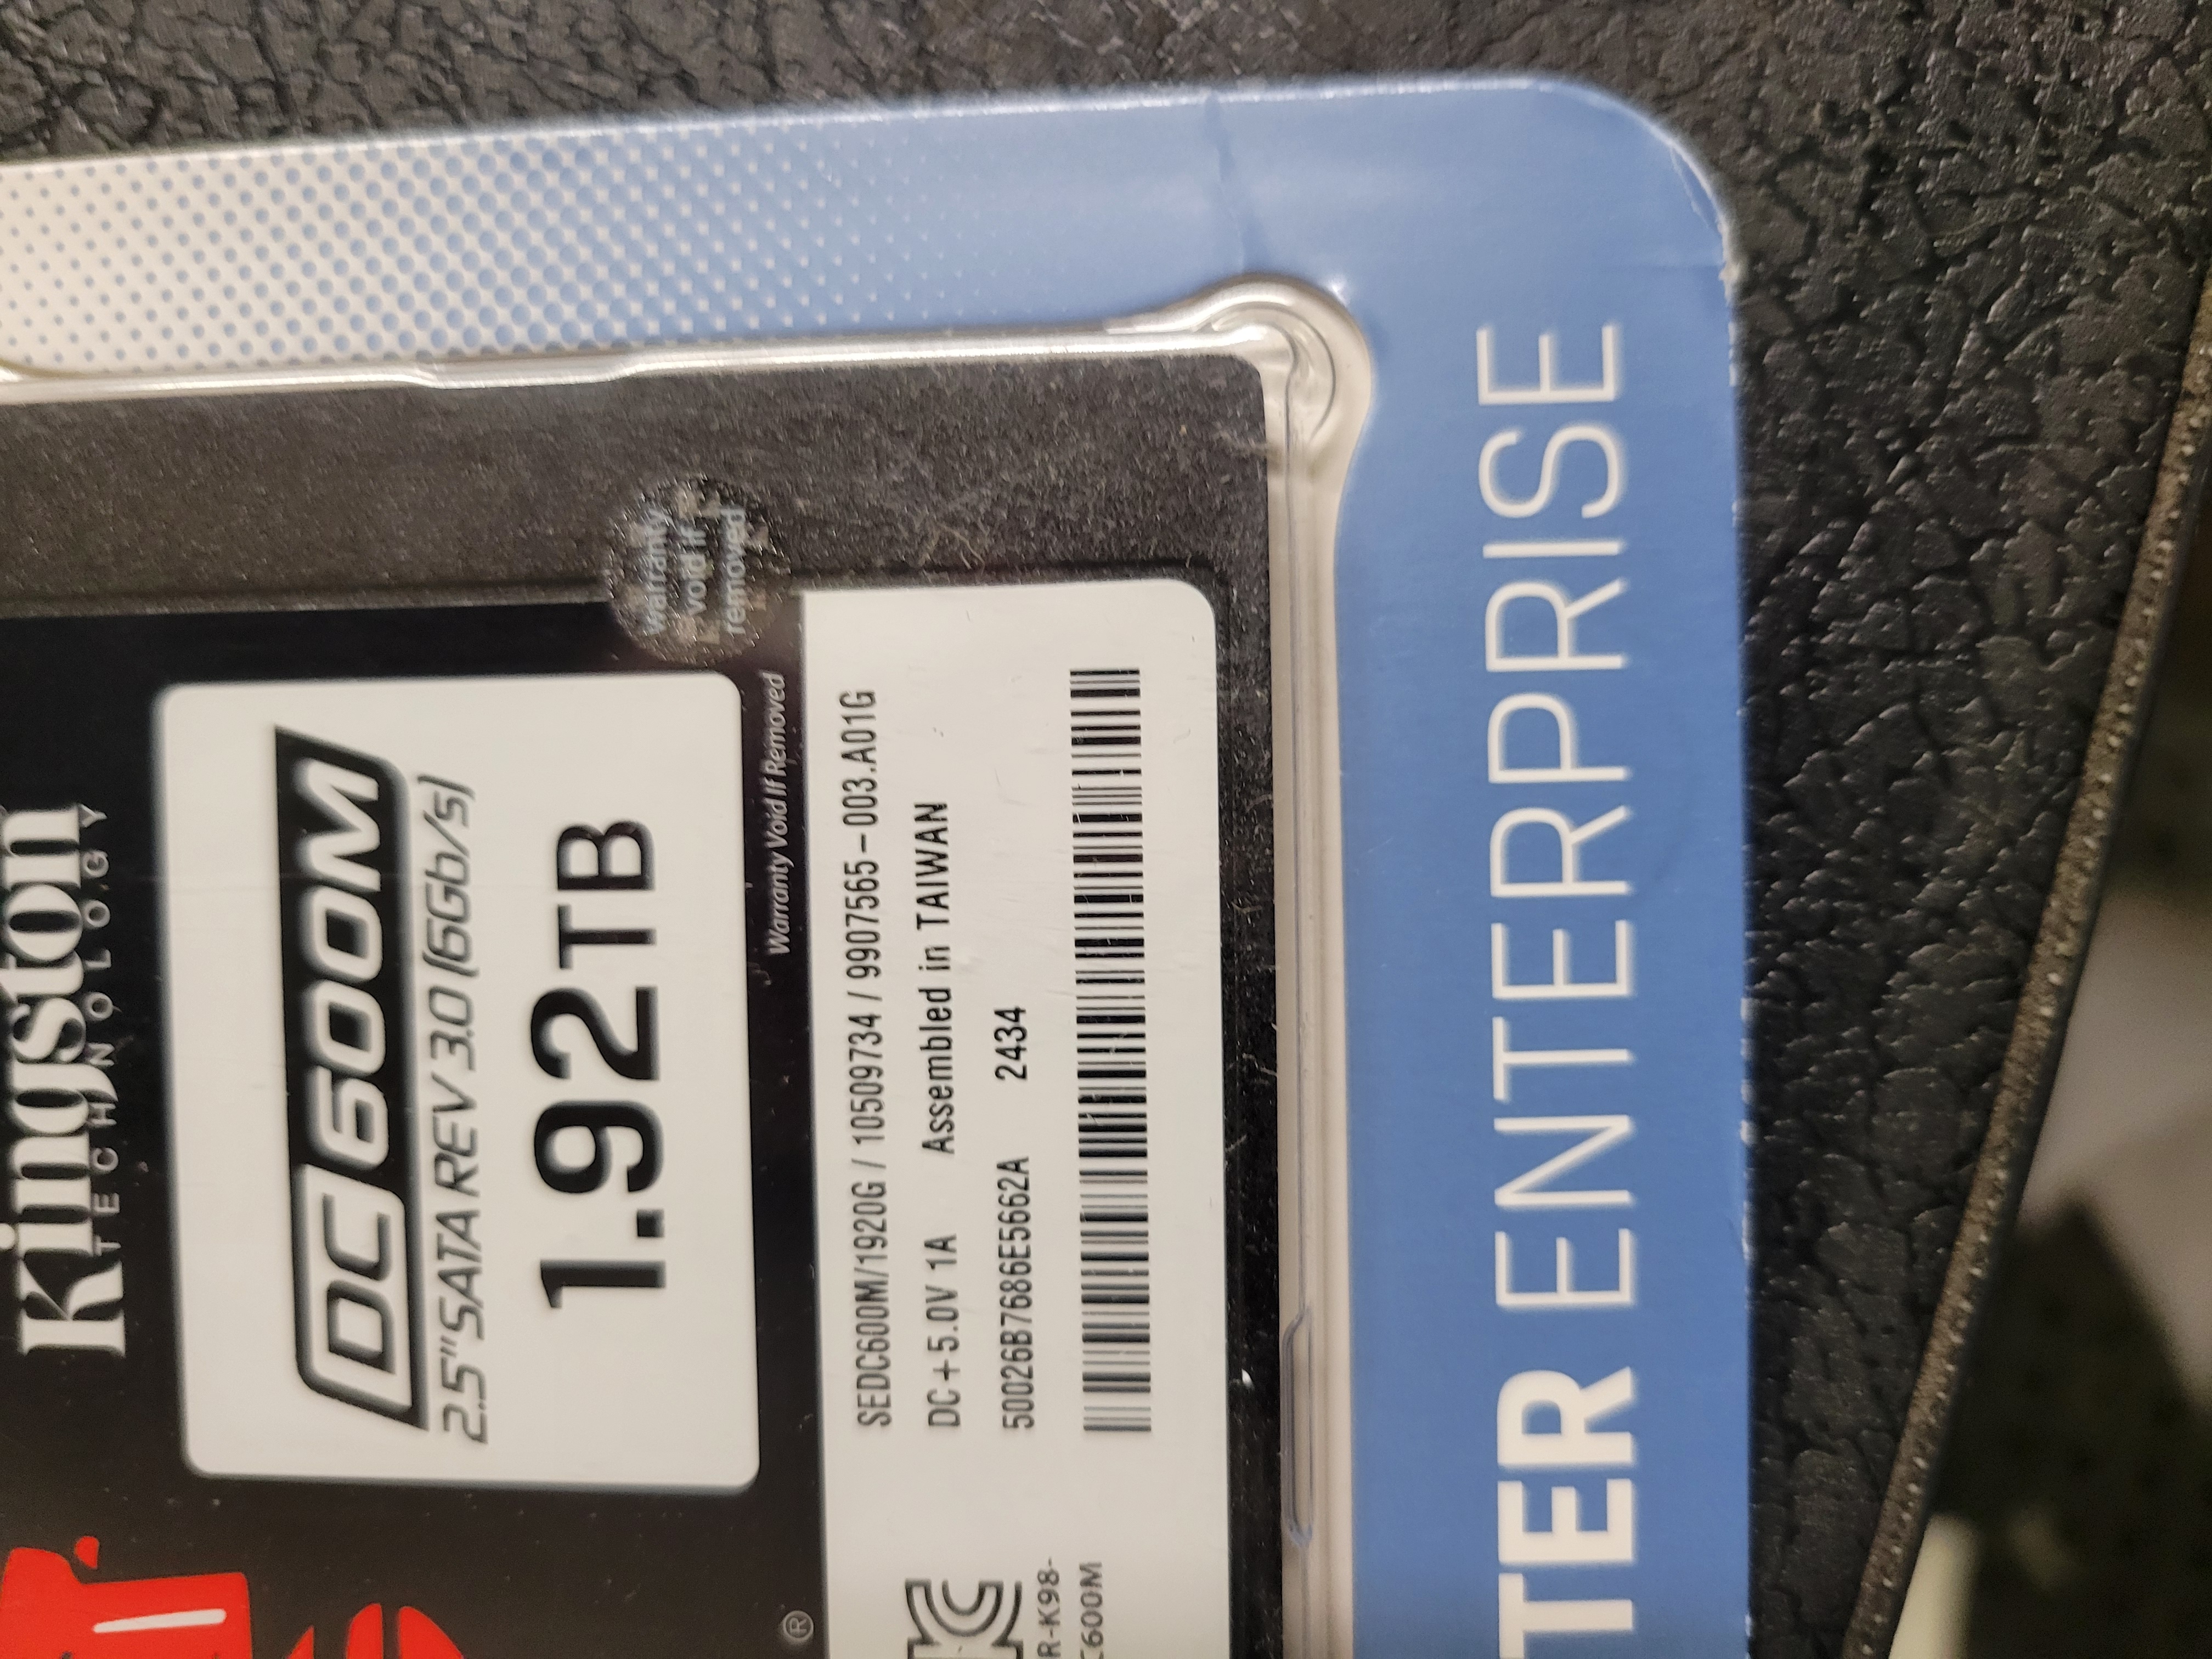 Kingston
TECHNOLOGY
DC600M
2.5" SATA REV 3.0 (6Gb/s)
1.92TB
warranty
void if
removed
Warranty Void If Removed
SEDC600M/1920G / 10509734 / 9907565-003.A01G
DC+5.0V 1A Assembled in TAIWAN
50026B7686E5662A 2434
®
R-K98-
C600M
TER ENTERPRISE